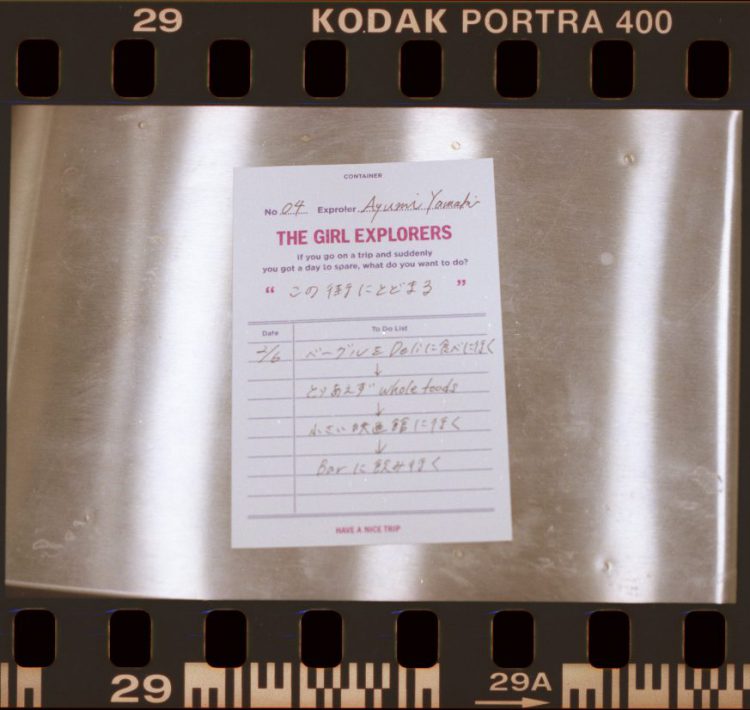 29
KODAK PORTRA 400
CONTAINER
No 04 Exproler Ayumi Yamaki
THE GIRL EXPLORERS
if you go on a trip and suddenly
you got a day to spare, what do you want to do?
“ この街にとどまる ”
Date To Do List
2/6 ベーグルをDeliに食べに行く
↓
とりあえず whole foods
↓
小さい映画館に行く
↓
Barに飲み行く
HAVE A NICE TRIP
29
29A